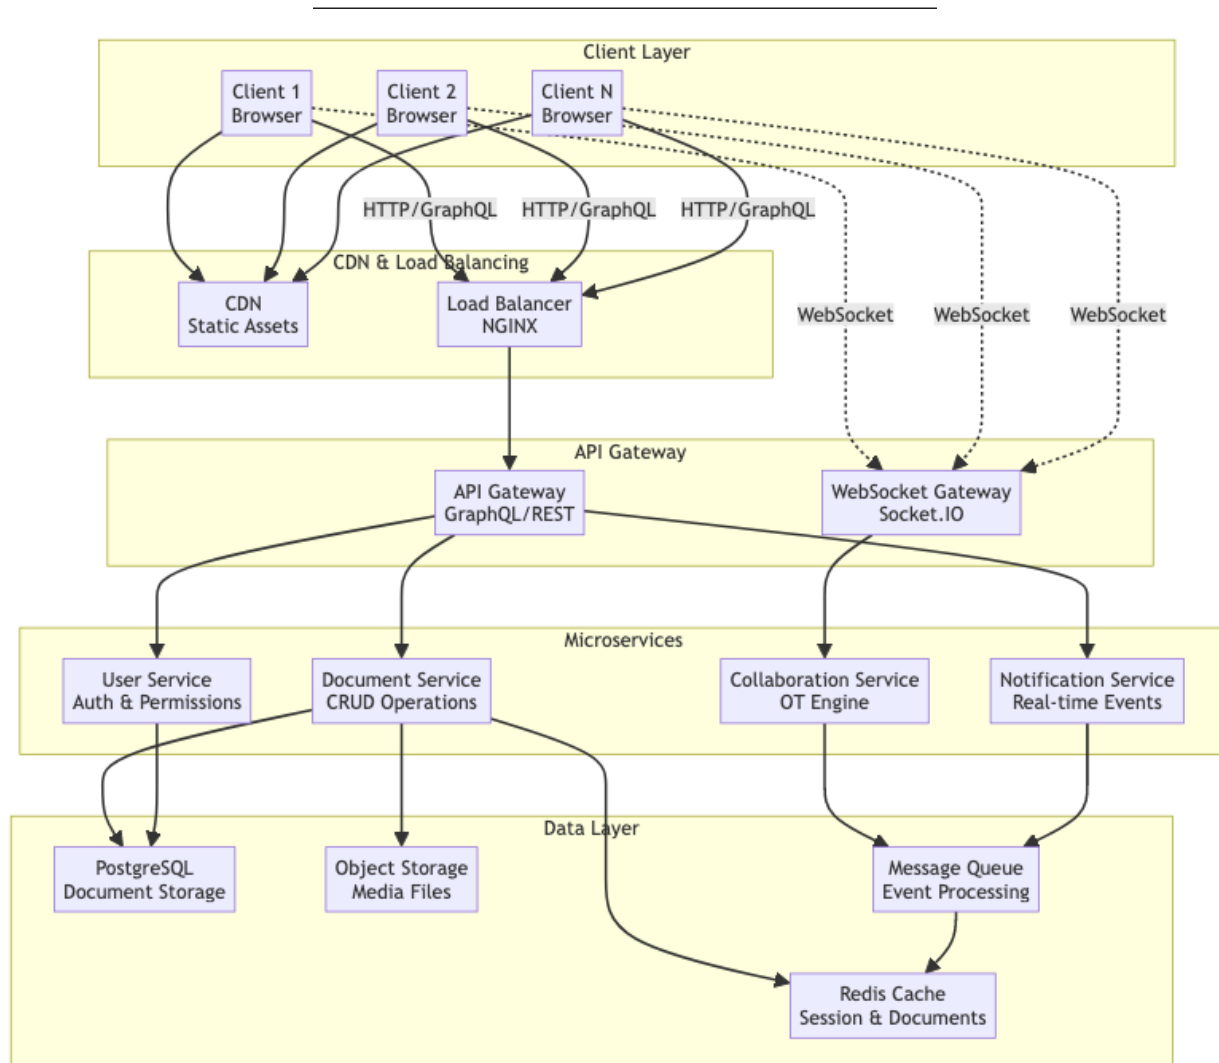 Client Layer
Client 1
Browser
Client 2
Browser
Client N
Browser
HTTP/GraphQL
HTTP/GraphQL
HTTP/GraphQL
CDN & Load Balancing
CDN
Static Assets
Load Balancer
NGINX
WebSocket
WebSocket
WebSocket
API Gateway
API Gateway
GraphQL/REST
WebSocket Gateway
Socket.IO
Microservices
User Service
Auth & Permissions
Document Service
CRUD Operations
Collaboration Service
OT Engine
Notification Service
Real-time Events
Data Layer
PostgreSQL
Document Storage
Object Storage
Media Files
Message Queue
Event Processing
Redis Cache
Session & Documents